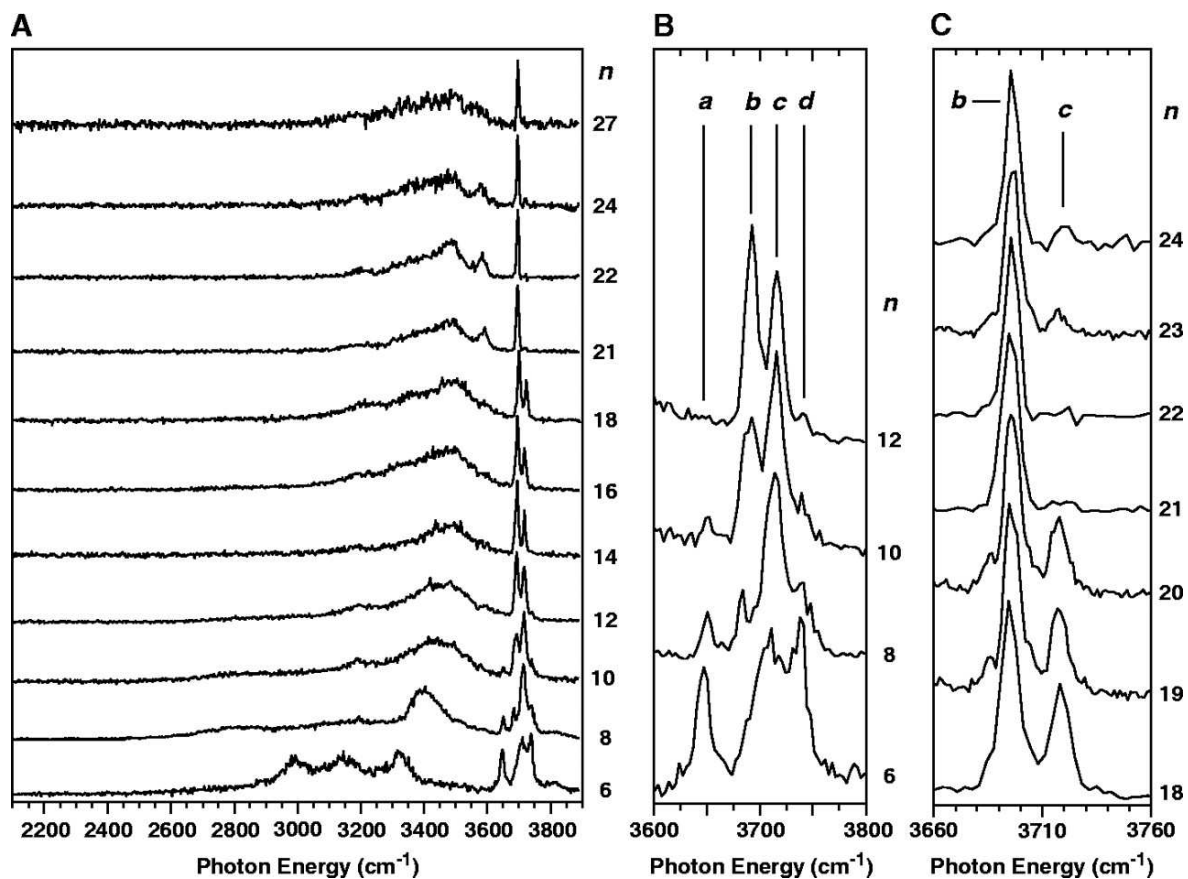 A
n
27
24
22
21
18
16
14
12
10
8
6
2200 2400 2600 2800 3000 3200 3400 3600 3800
Photon Energy (cm-1)
B
a b c d
n
12
10
8
6
3600 3700 3800
Photon Energy (cm-1)
C
b c
n
24
23
22
21
20
19
18
3660 3710 3760
Photon Energy (cm-1)